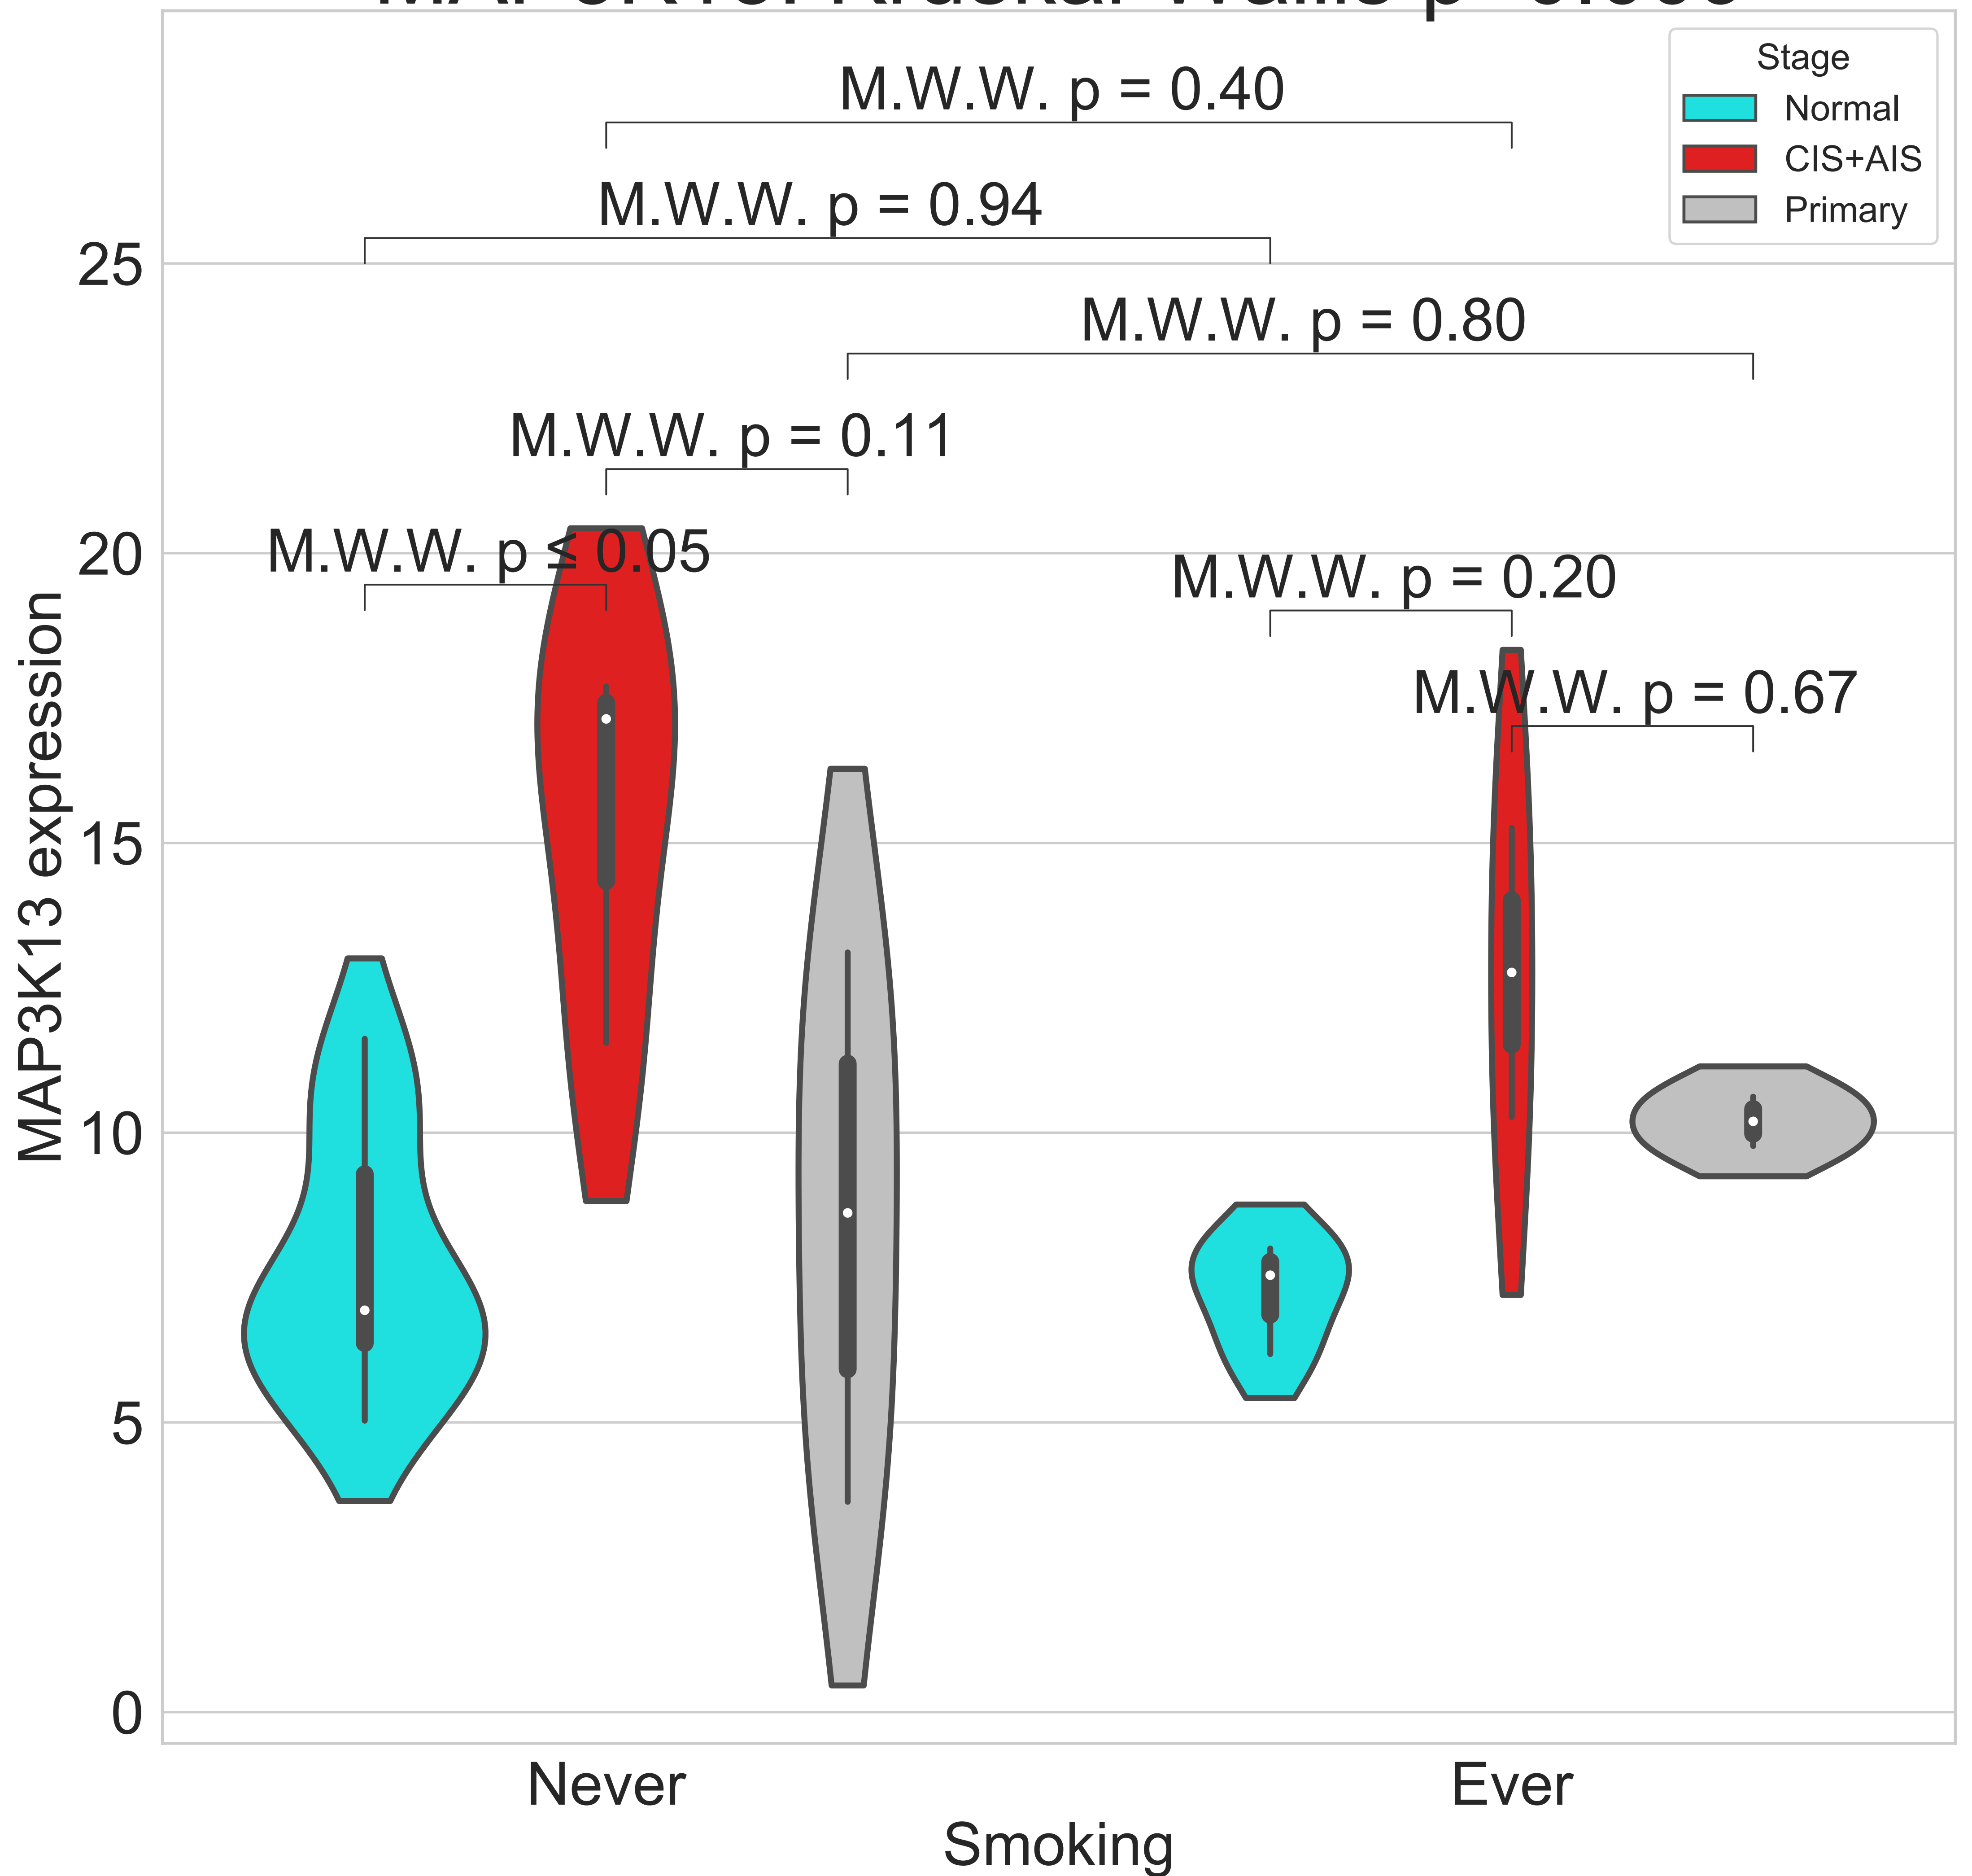 Stage
Normal
CIS+AIS
Primary
M.W.W. p = 0.40
M.W.W. p = 0.94
M.W.W. p = 0.80
M.W.W. p = 0.11
M.W.W. p ≤ 0.05
M.W.W. p = 0.20
M.W.W. p = 0.67
MAP3K13 expression
25
20
15
10
5
0
Never
Ever
Smoking